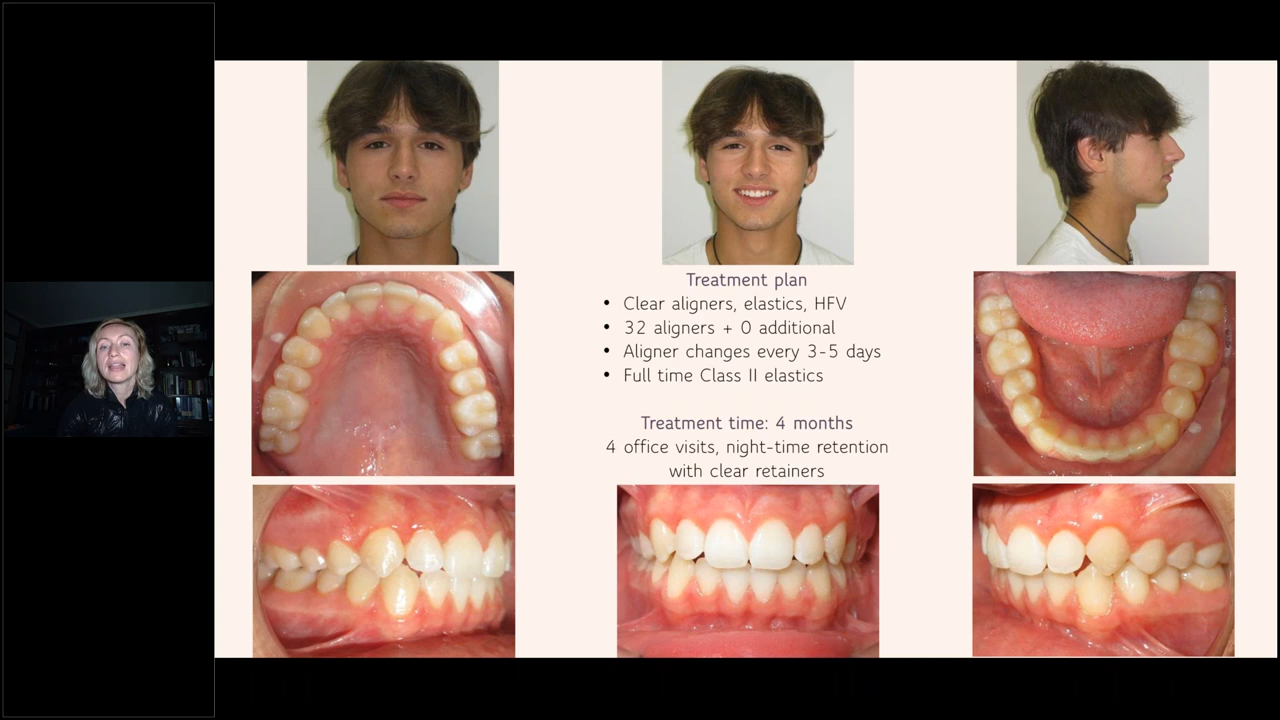 Treatment plan
• Clear aligners, elastics, HFV
• 32 aligners + 0 additional
• Aligner changes every 3-5 days
• Full time Class II elastics
Treatment time: 4 months
4 office visits, night-time retention
with clear retainers